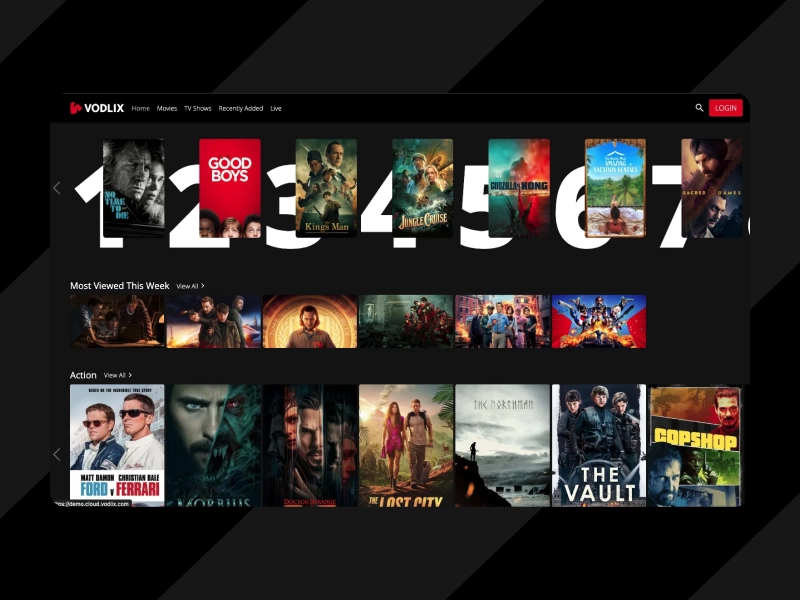 VODLIX Home Movies TV Shows Recently Added Live LOGIN
1 2 3 4 5 6 7
NO TIME TO DIE
GOOD BOYS
King's Man
JUNGLE CRUISE
GODZILLA KONG
AMAZING
VACATION RENTALS
SACRED GAMES
Most Viewed This Week View All >
Action View All >
BASED ON THE INCREDIBLE TRUE STORY
MATT DAMON CHRISTIAN BALE
FORD v FERRARI
MORBIUS
DOCTOR STRANGE
THE LOST CITY
THE NORTHMAN
THE VAULT
COPSHOP
demo.cloud.vodlix.com